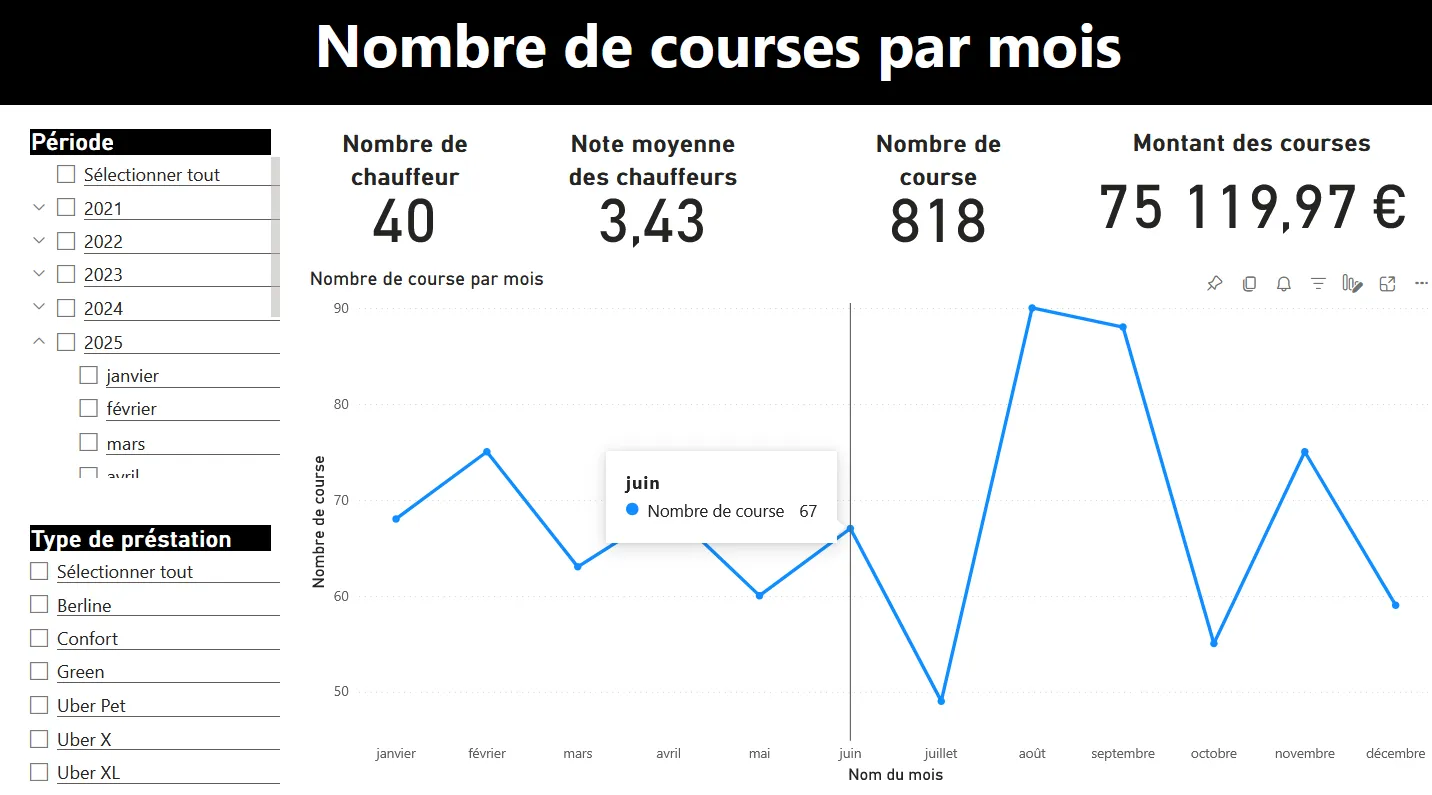 Nombre de courses par mois
Période
Sélectionner tout
2021
2022
2023
2024
2025
janvier
février
mars
avril
Type de préstation
Sélectionner tout
Berline
Confort
Green
Uber Pet
Uber X
Uber XL
Nombre de
chauffeur
40
Note moyenne
des chauffeurs
3,43
Nombre de
course
818
Montant des courses
75 119,97 €
Nombre de course par mois
Nombre de course
90
80
70
60
50
juin
Nombre de course 67
janvier février mars avril mai juin juillet août septembre octobre novembre décembre
Nom du mois